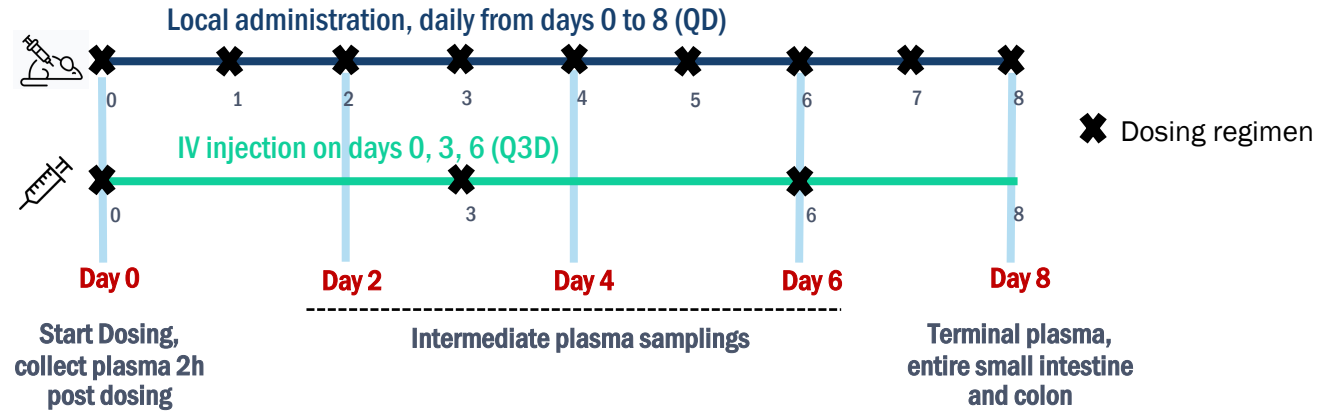 Local administration, daily from days 0 to 8 (QD)
0 1 2 3 4 5 6 7 8
IV injection on days 0, 3, 6 (Q3D)
Dosing regimen
0 3 6 8
Day 0 Day 2 Day 4 Day 6 Day 8
Start Dosing,
collect plasma 2h
post dosing
Intermediate plasma samplings
Terminal plasma,
entire small intestine
and colon